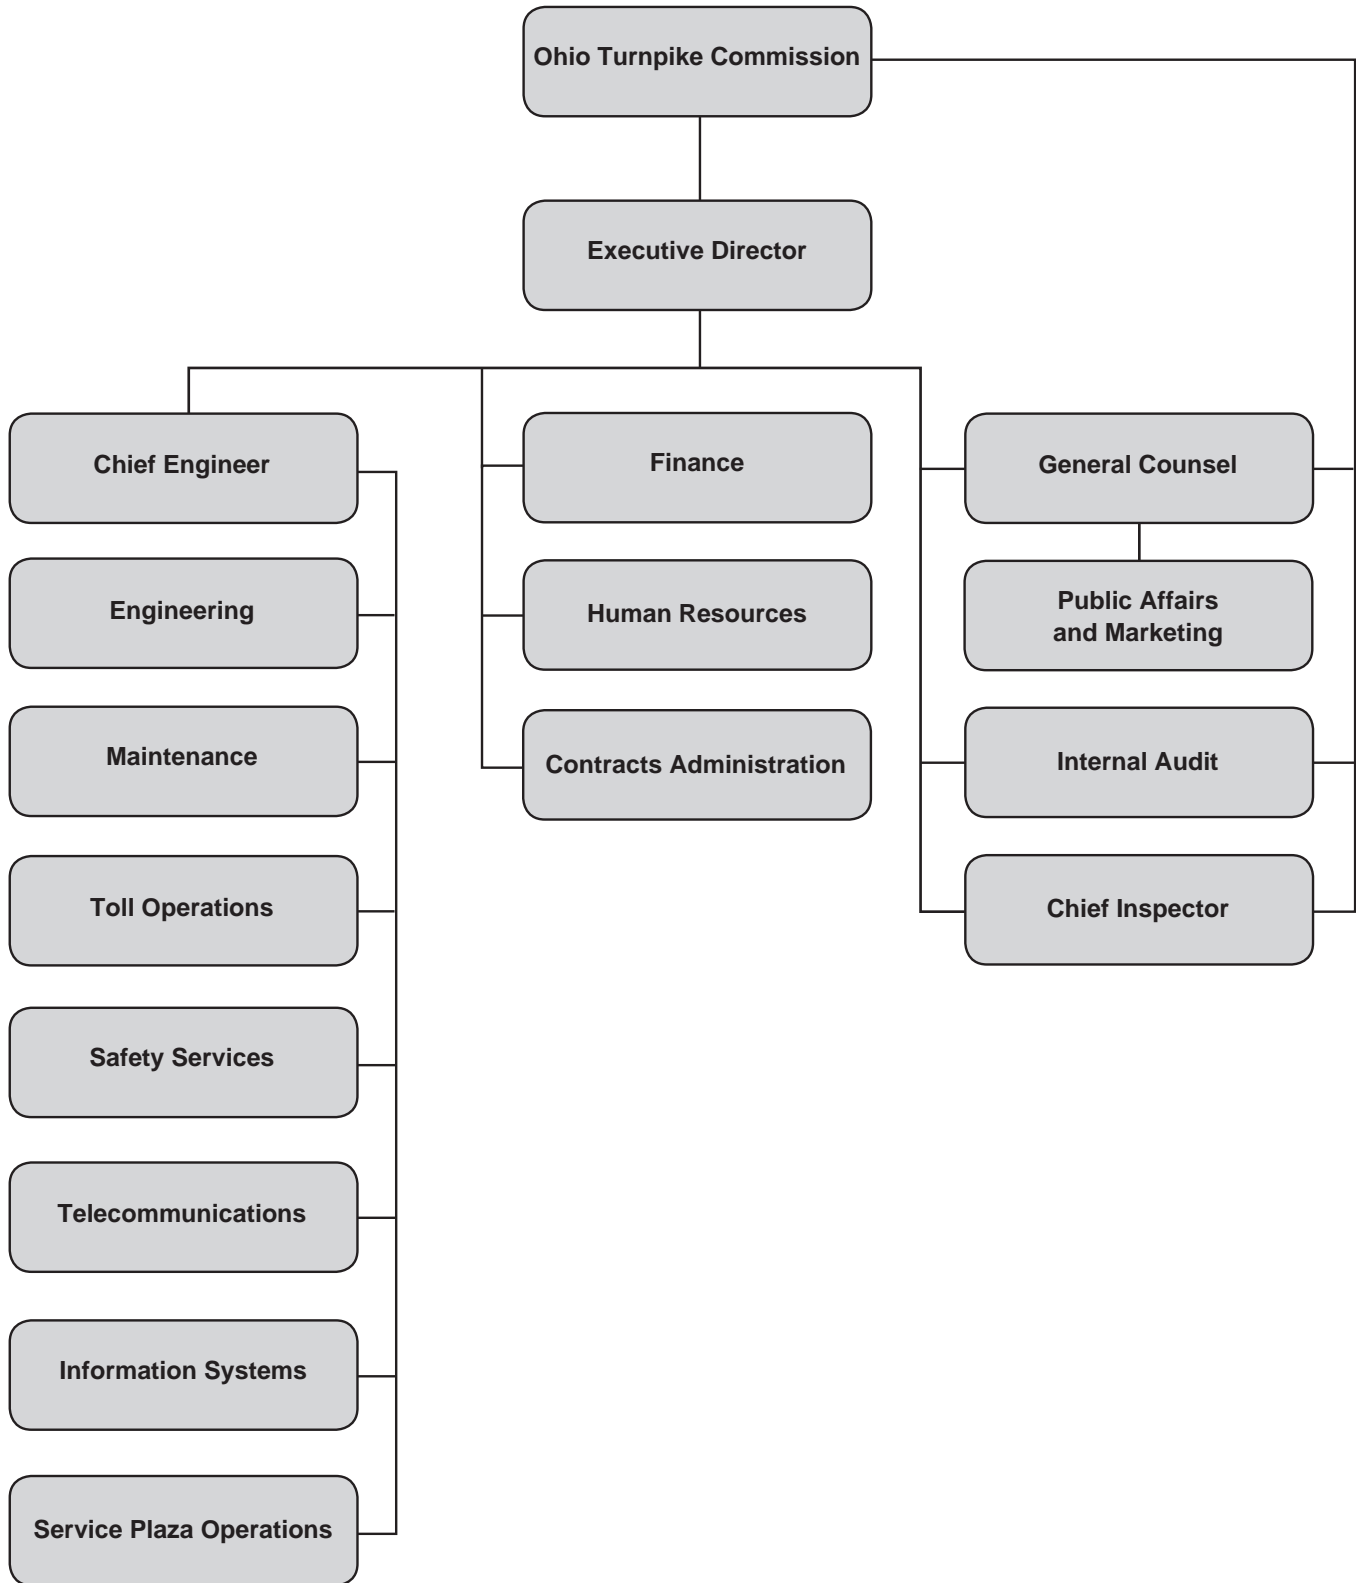 Ohio Turnpike Commission
Executive Director
Chief Engineer
Engineering
Maintenance
Toll Operations
Safety Services
Telecommunications
Information Systems
Service Plaza Operations
Finance
Human Resources
Contracts Administration
General Counsel
Public Affairs
and Marketing
Internal Audit
Chief Inspector